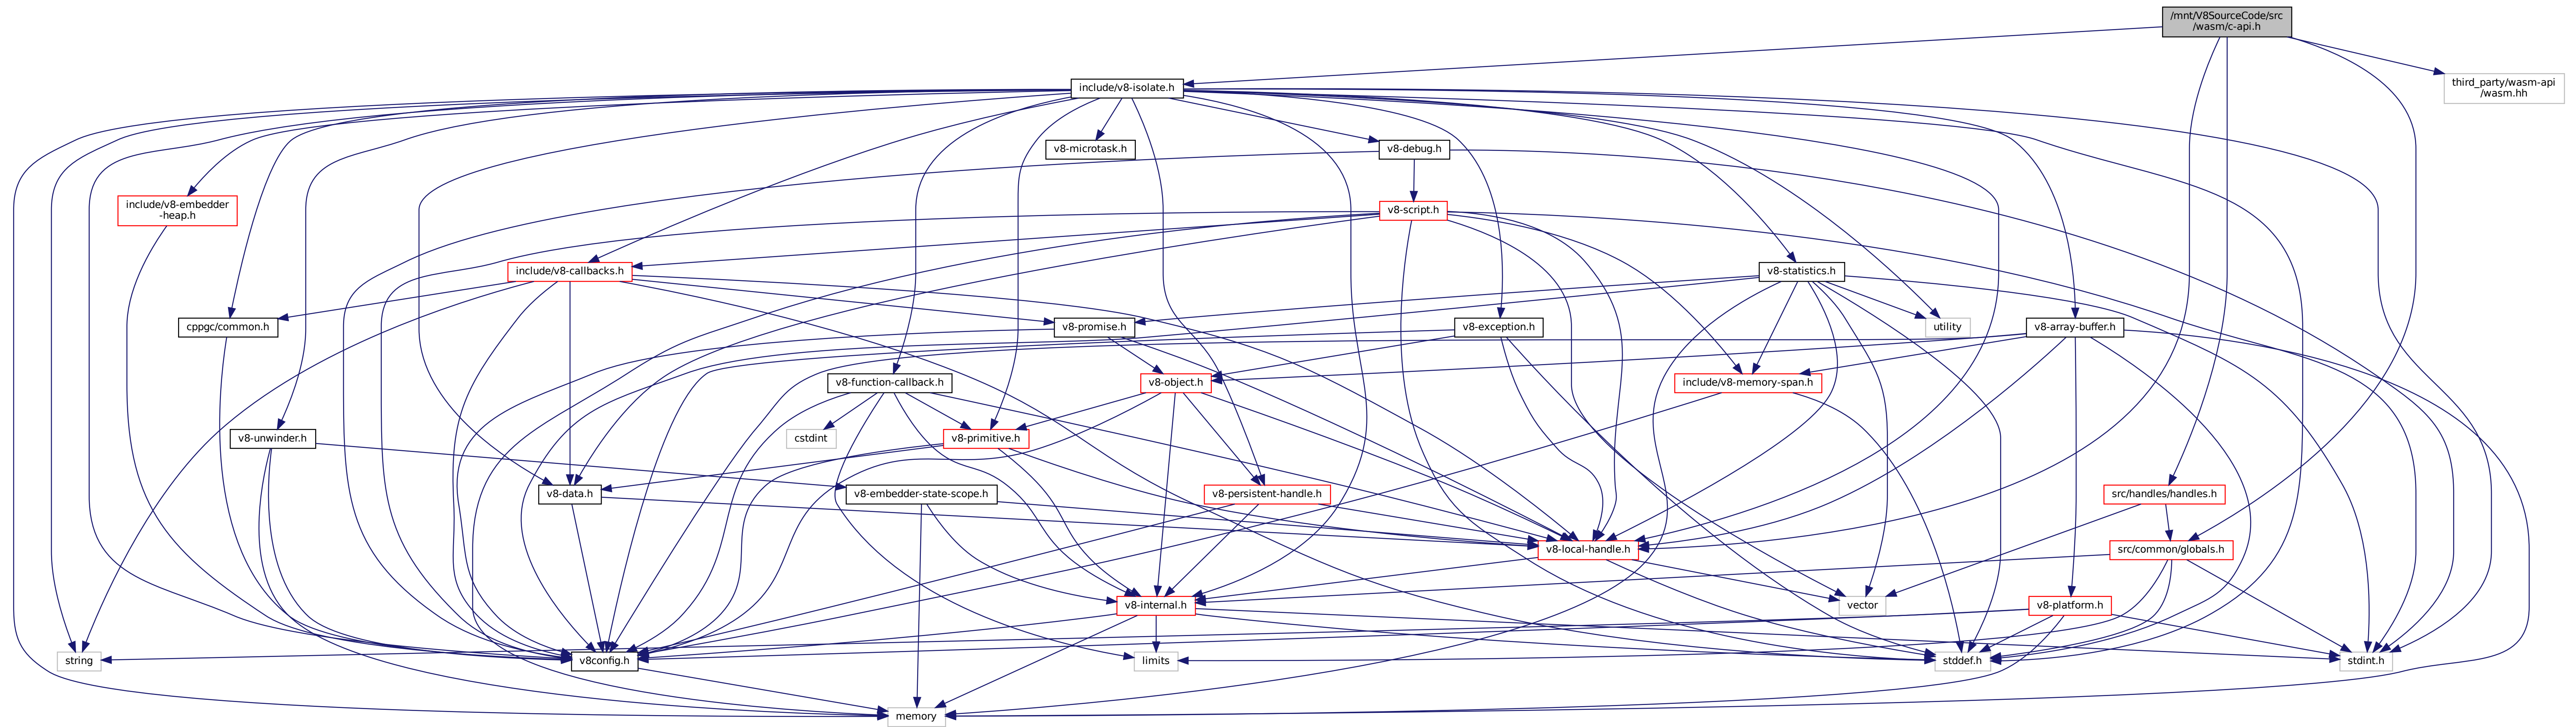 /mnt/V8SourceCode/src
/wasm/c-api.h
include/v8-isolate.h
third_party/wasm-api
/wasm.hh
v8-microtask.h
v8-debug.h
include/v8-embedder
-heap.h
v8-script.h
include/v8-callbacks.h
v8-statistics.h
cppgc/common.h
v8-promise.h
v8-exception.h
utility
v8-array-buffer.h
v8-function-callback.h
v8-object.h
include/v8-memory-span.h
v8-unwinder.h
cstdint
v8-primitive.h
v8-data.h
v8-embedder-state-scope.h
v8-persistent-handle.h
src/handles/handles.h
v8-local-handle.h
src/common/globals.h
v8-internal.h
vector
v8-platform.h
string
v8config.h
limits
stddef.h
stdint.h
memory